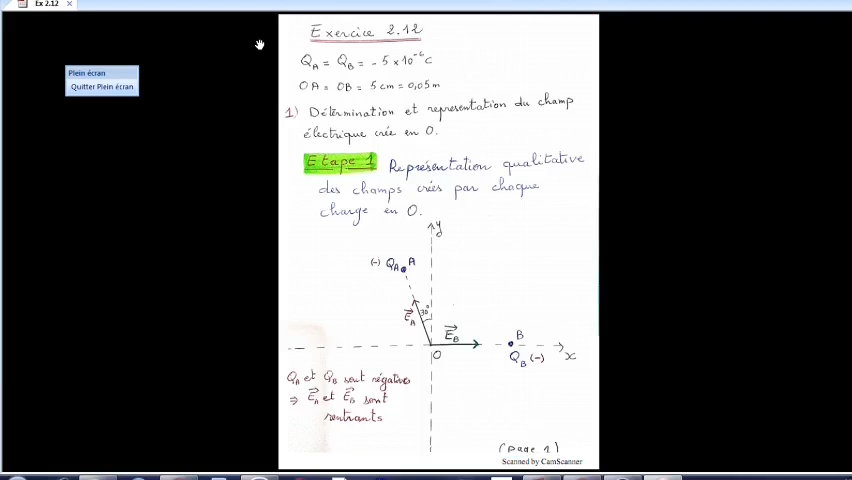 Ex 2.12
Plein écran
Quitter Plein écran
Exercice 2.12
Q_A = Q_B = - 5 x 10^-6 C
OA = OB = 5 cm = 0,05 m
1) Détermination et representation du champ
électrique crée en O.
Etape 1 Représentation qualitative
des champs crées par chaque
charge en O.
y
(-) Q_A A
30°
E_A
E_B
B
O
Q_B (-)
x
Q_A et Q_B sont négatives
⇒ E_A et E_B sont
rentrants
(page 1)
Scanned by CamScanner